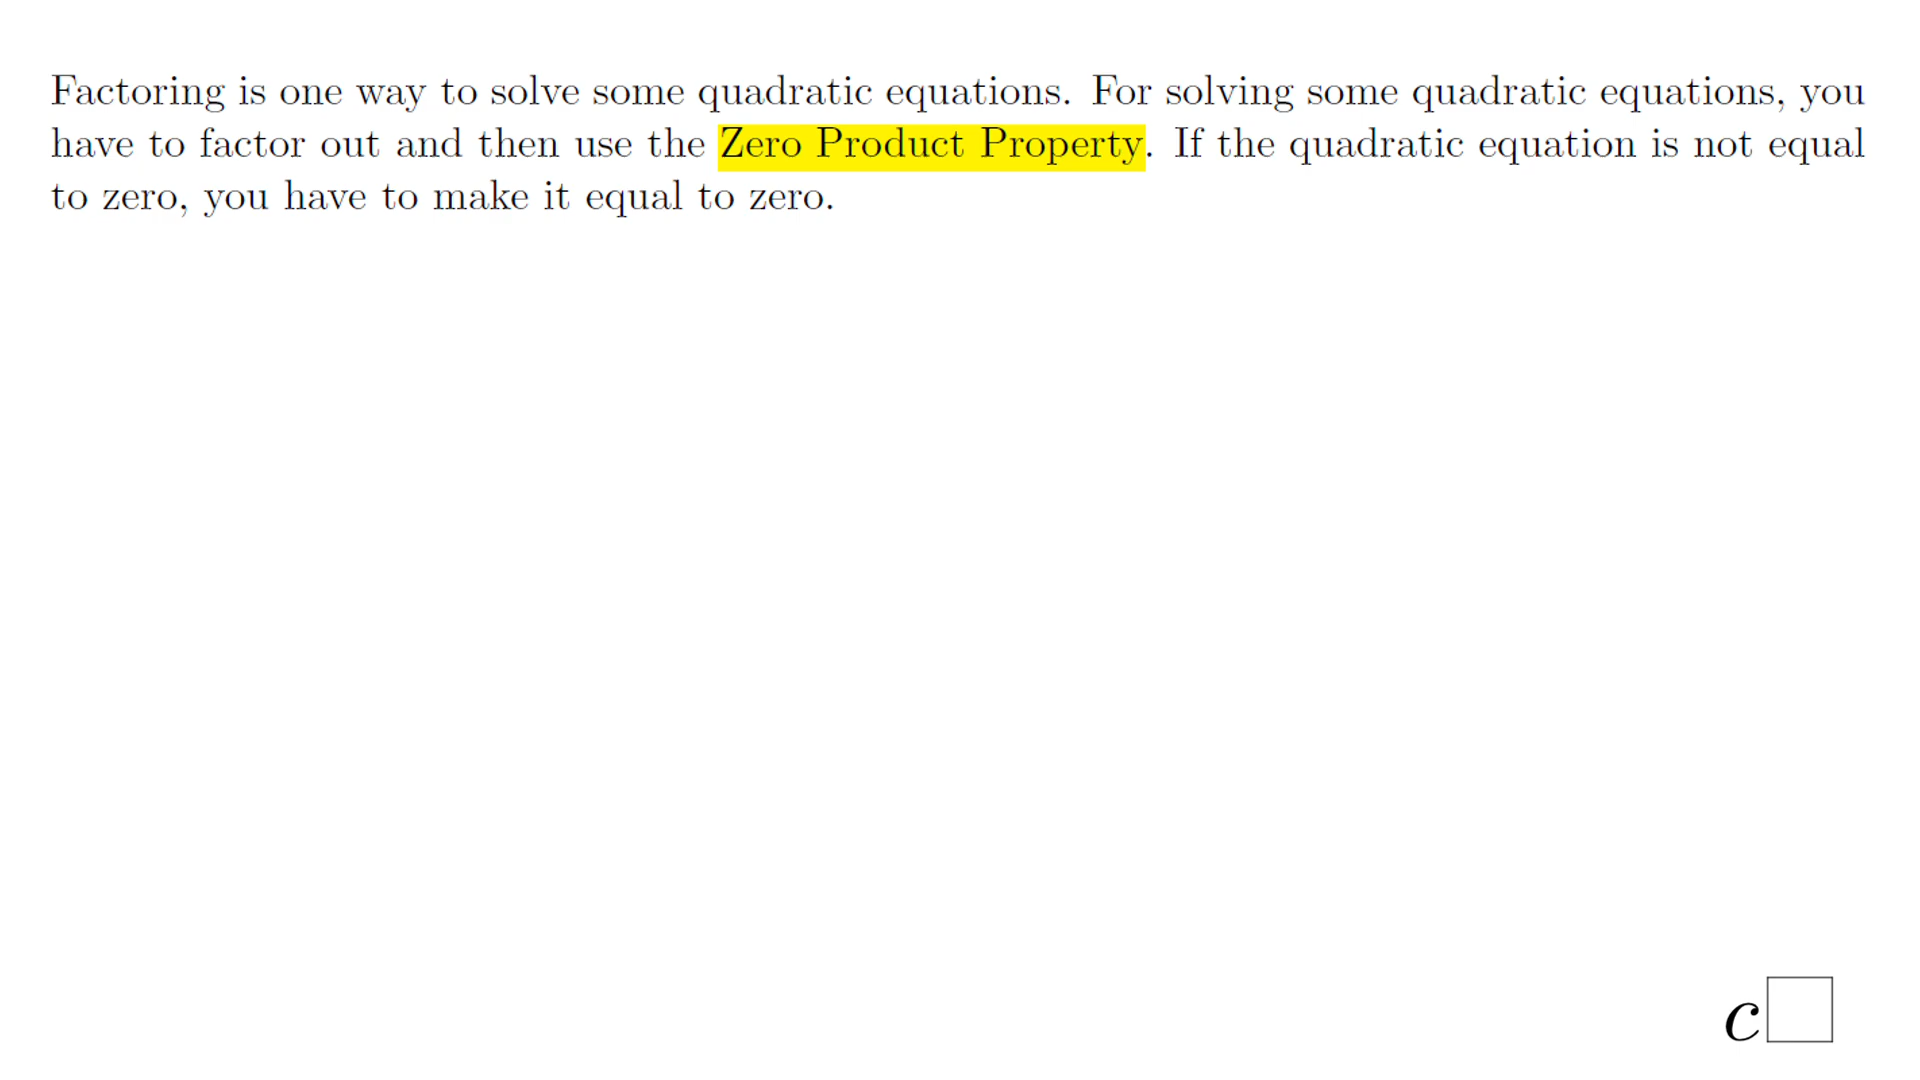 Factoring is one way to solve some quadratic equations. For solving some quadratic equations, you
have to factor out and then use the Zero Product Property. If the quadratic equation is not equal
to zero, you have to make it equal to zero.
c